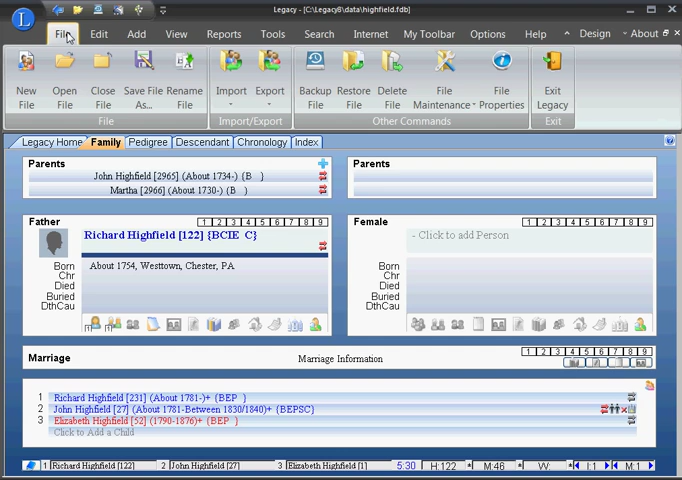 Legacy - [C:\Legacy8\data\highfield.fdb]
L
File Edit Add View Reports Tools Search Internet My Toolbar Options Help Design About
New File
Open File
Close File
Save File As...
Rename File
Import
Export
Backup File
Restore File
Delete File
File Maintenance
File Properties
Exit Legacy
File Import/Export Other Commands Exit
Legacy Home Family Pedigree Descendant Chronology Index
Parents
John Highfield [2965] (About 1734-) {B }
Martha [2966] (About 1730-) {B }
Parents
Father
1 2 3 4 5 6 7 8 9
Richard Highfield [122] {BCIE C}
Born About 1754, Westtown, Chester, PA
Chr
Died
Buried
DthCau
Female
1 2 3 4 5 6 7 8 9
- Click to add Person
Born
Chr
Died
Buried
DthCau
Marriage Marriage Information
1 2 3 4 5 6 7 8 9
1 Richard Highfield [231] (About 1781-)+ {BEP }
2 John Highfield [27] (About 1781-Between 1830/1840)+ {BEPSC}
3 Elizabeth Highfield [52] (1790-1876)+ {BEP }
Click to Add a Child
1 Richard Highfield [122] 2 John Highfield [27] 3 Elizabeth Highfield [1] 5:30 H:122 M:46 W: I:1 M:1